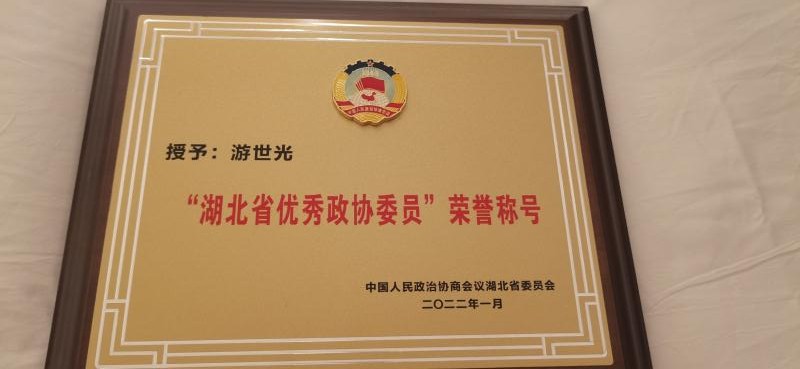 授予：游世光
“湖北省优秀政协委员”荣誉称号
中国人民政治协商会议湖北省委员会
二〇二二年一月